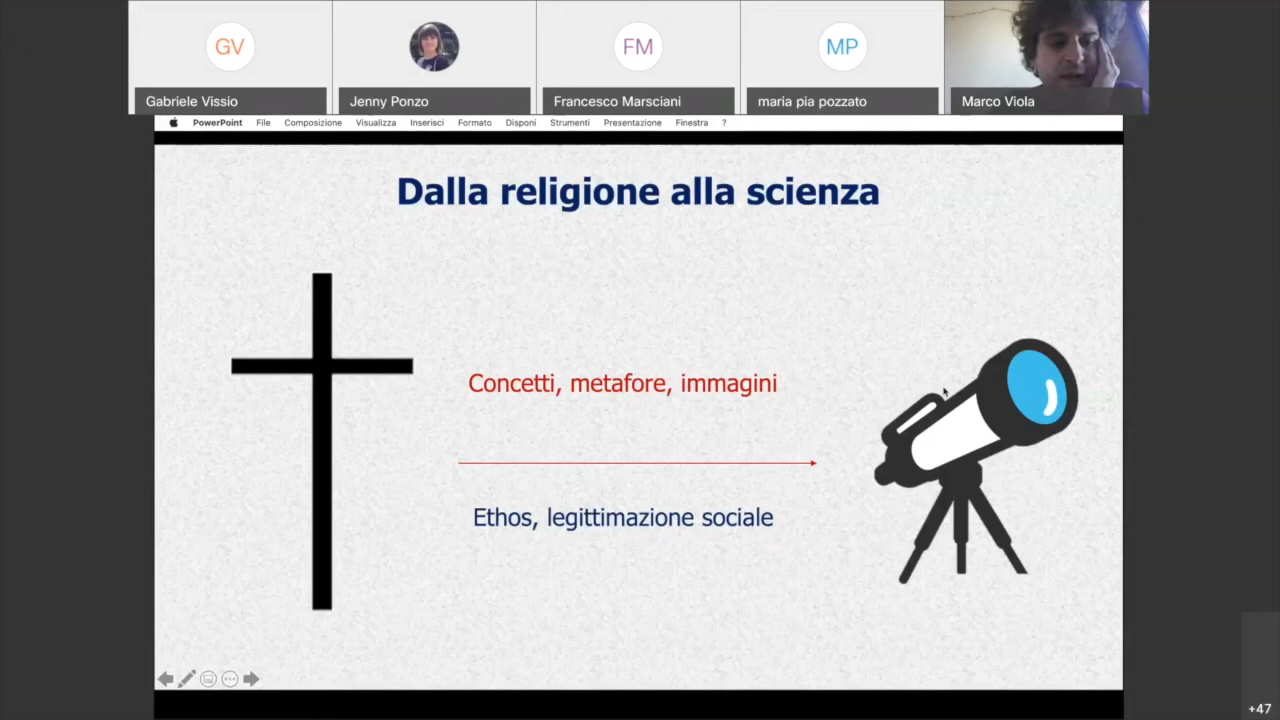 GV
FM
MP
Gabriele Vissio
Jenny Ponzo
Francesco Marsciani
maria pia pozzato
Marco Viola
PowerPoint File Composizione Visualizza Inserisci Formato Disponi Strumenti Presentazione Finestra ?
Dalla religione alla scienza
Concetti, metafore, immagini
Ethos, legittimazione sociale
+47